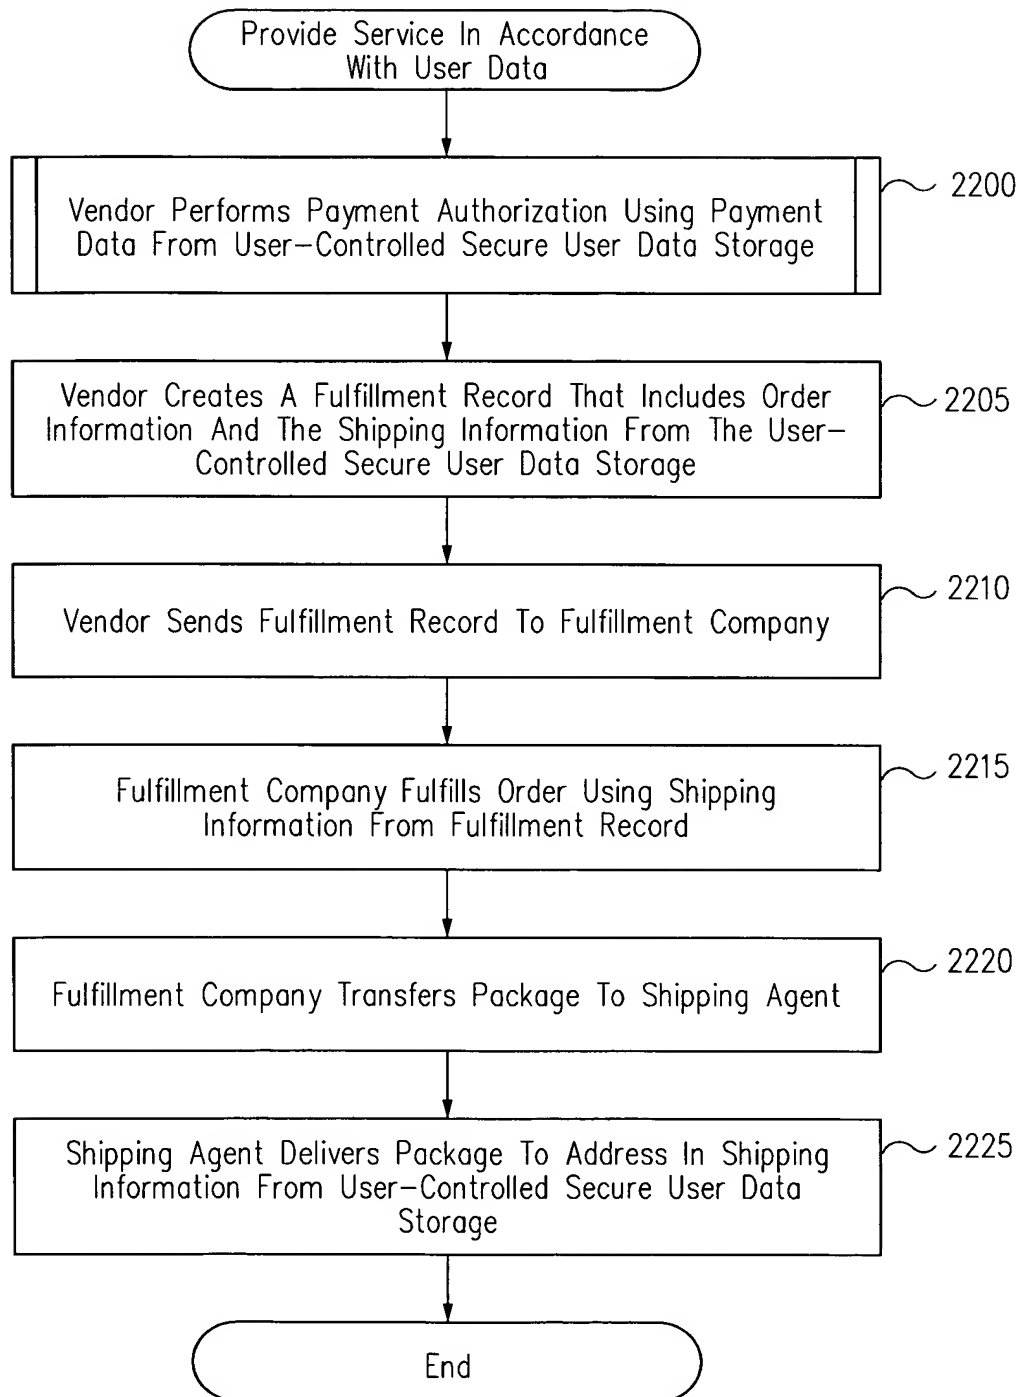 Provide Service In Accordance
With User Data
2200
Vendor Performs Payment Authorization Using Payment
Data From User-Controlled Secure User Data Storage
2205
Vendor Creates A Fulfillment Record That Includes Order
Information And The Shipping Information From The User-
Controlled Secure User Data Storage
2210
Vendor Sends Fulfillment Record To Fulfillment Company
2215
Fulfillment Company Fulfills Order Using Shipping
Information From Fulfillment Record
2220
Fulfillment Company Transfers Package To Shipping Agent
2225
Shipping Agent Delivers Package To Address In Shipping
Information From User-Controlled Secure User Data
Storage
End